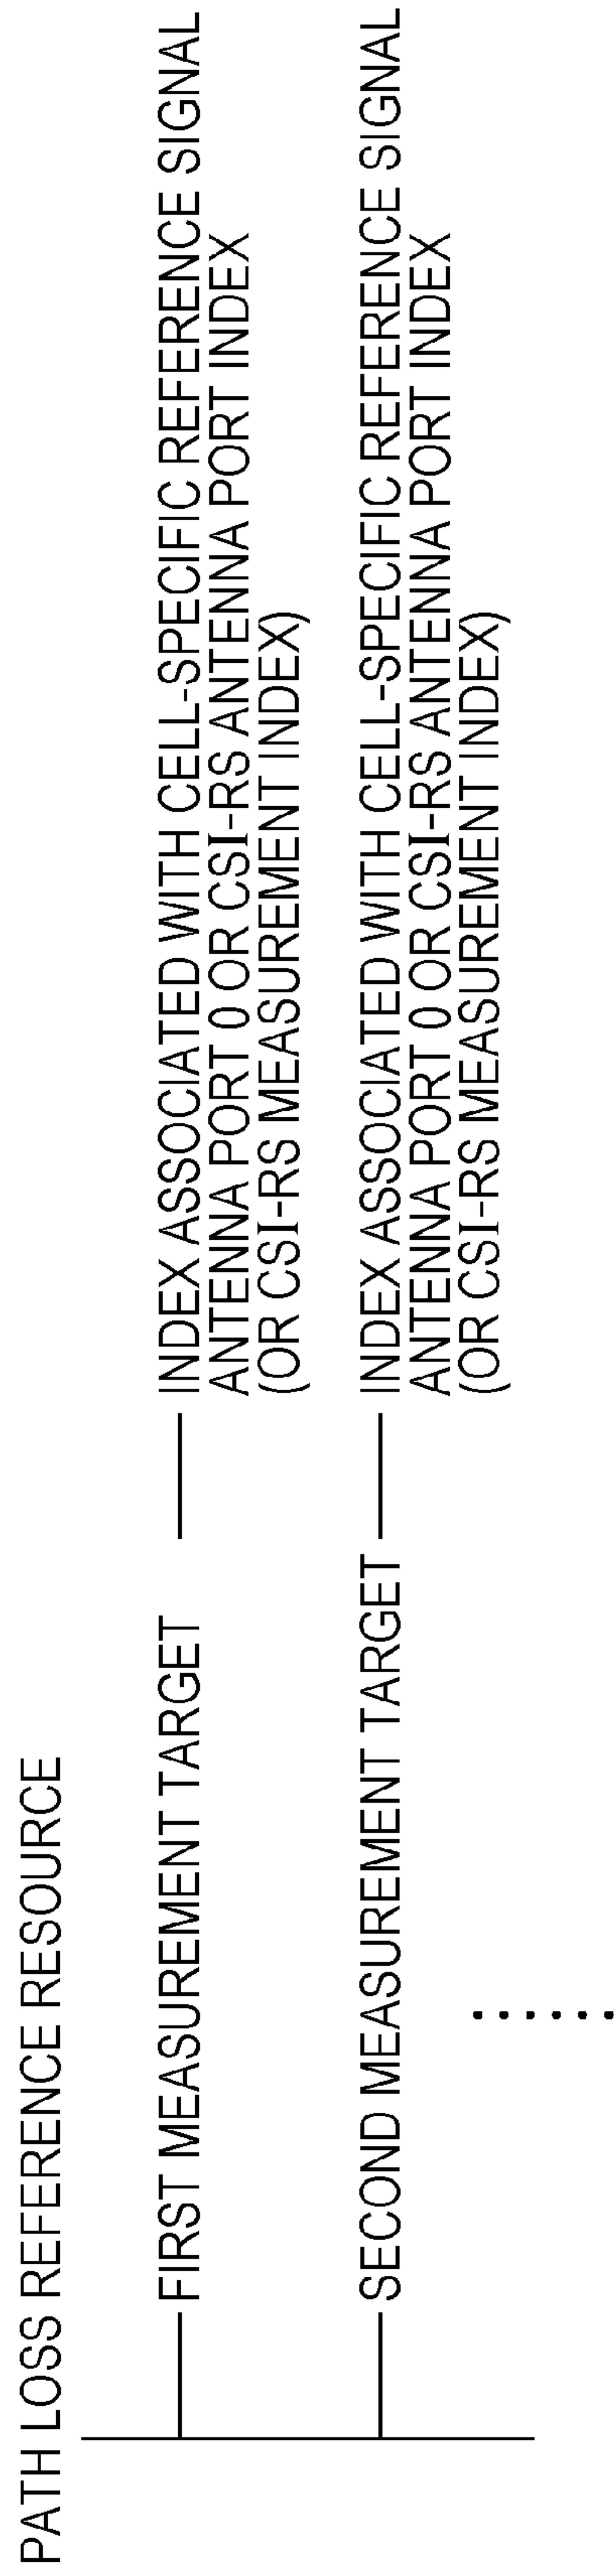 PATH LOSS REFERENCE RESOURCE
FIRST MEASUREMENT TARGET
INDEX ASSOCIATED WITH CELL-SPECIFIC REFERENCE SIGNAL
ANTENNA PORT 0 OR CSI-RS ANTENNA PORT INDEX
(OR CSI-RS MEASUREMENT INDEX)
SECOND MEASUREMENT TARGET
INDEX ASSOCIATED WITH CELL-SPECIFIC REFERENCE SIGNAL
ANTENNA PORT 0 OR CSI-RS ANTENNA PORT INDEX
(OR CSI-RS MEASUREMENT INDEX)